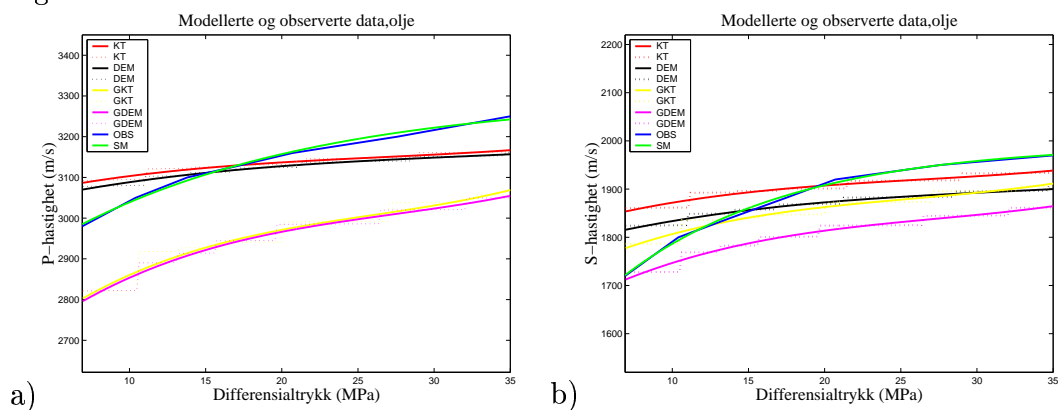 Modellerte og observerte data,olje
3400
3300
3200
3100
3000
2900
2800
2700
P−hastighet (m/s)
KT
KT
DEM
DEM
GKT
GKT
GDEM
GDEM
OBS
SM
10
15
20
25
30
35
Differensialtrykk (MPa)
a)
Modellerte og observerte data,olje
2200
2100
2000
1900
1800
1700
1600
S−hastighet (m/s)
KT
KT
DEM
DEM
GKT
GKT
GDEM
GDEM
OBS
SM
10
15
20
25
30
35
Differensialtrykk (MPa)
b)